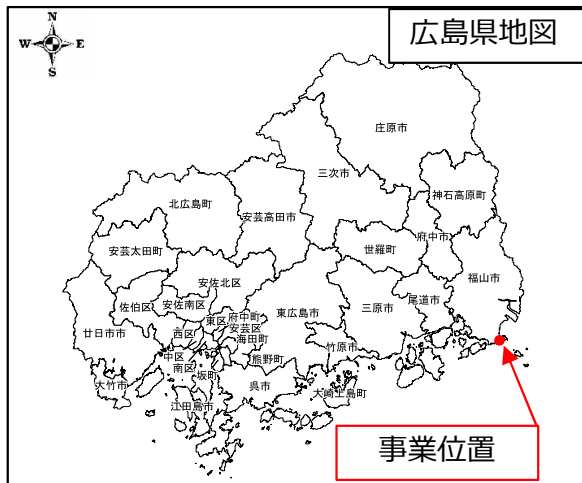 広島県地図
N
W
E
S
庄原市
三次市
神石高原町
北広島町
安芸高田市
府中市
世羅町
安芸太田町
福山市
安佐北区
尾道市
佐伯区
安佐南区
東広島市
三原市
東区
府中町
廿日市市
西区
安芸区
海田町
竹原市
中区
熊野町
南区
坂町
大竹市
呉市
大崎上島町
江田島市
事業位置